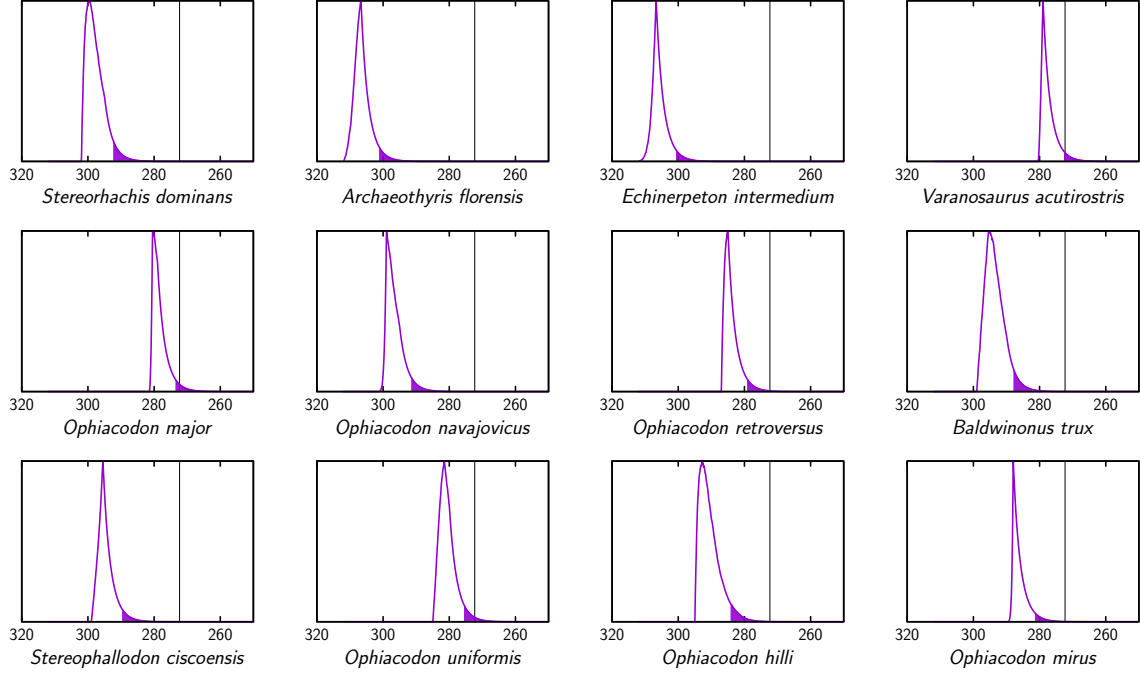 320 300 280 260 320 300 280 260 320 300 280 260 320 300 280 260
Stereorhachis dominans Archaeothyris florensis Echinerpeton intermedium Varanosaurus acutirostris
320 300 280 260 320 300 280 260 320 300 280 260 320 300 280 260
Ophiacodon major Ophiacodon navajovicus Ophiacodon retroversus Baldwinonus trux
320 300 280 260 320 300 280 260 320 300 280 260 320 300 280 260
Stereophallodon ciscoensis Ophiacodon uniformis Ophiacodon hilli Ophiacodon mirus